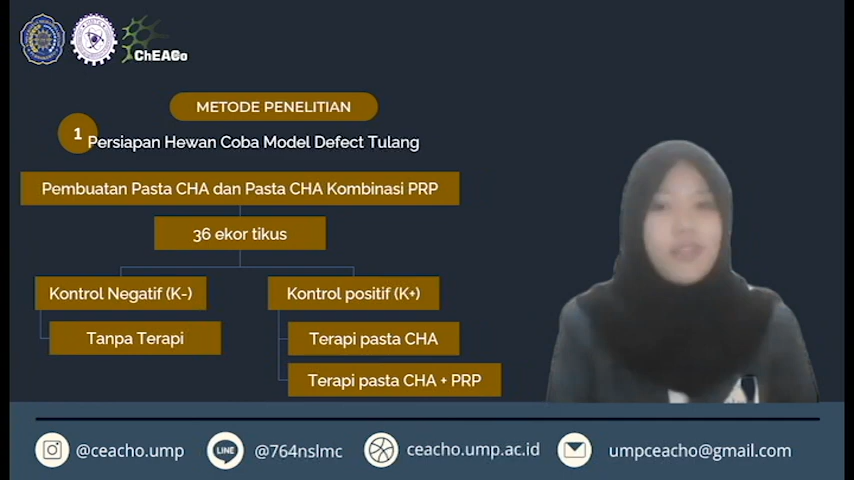 ChEACo
METODE PENELITIAN
1
Persiapan Hewan Coba Model Defect Tulang
Pembuatan Pasta CHA dan Pasta CHA Kombinasi PRP
36 ekor tikus
Kontrol Negatif (K-)
Kontrol positif (K+)
Tanpa Terapi
Terapi pasta CHA
Terapi pasta CHA + PRP
@ceacho.ump
LINE
@764nslmc
ceacho.ump.ac.id
umpceacho@gmail.com